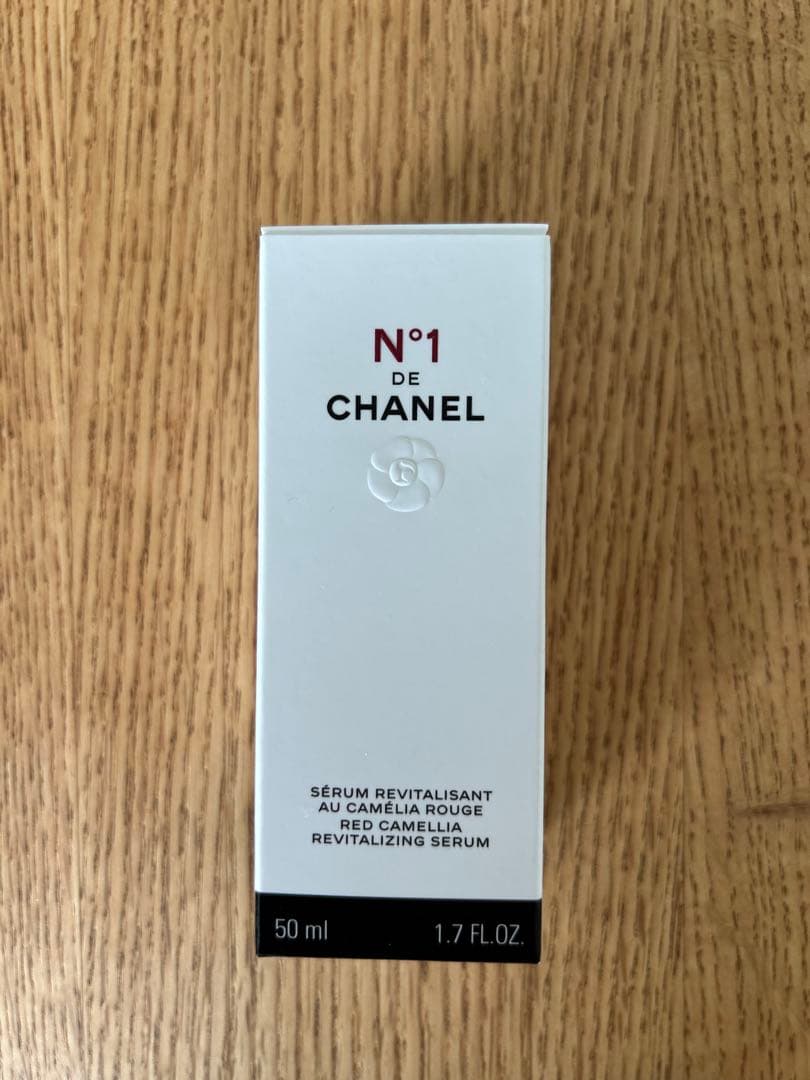 N°1
DE
CHANEL
SÉRUM REVITALISANT
AU CAMÉLIA ROUGE
RED CAMELLIA
REVITALIZING SERUM
50 ml 1.7 FL.OZ.